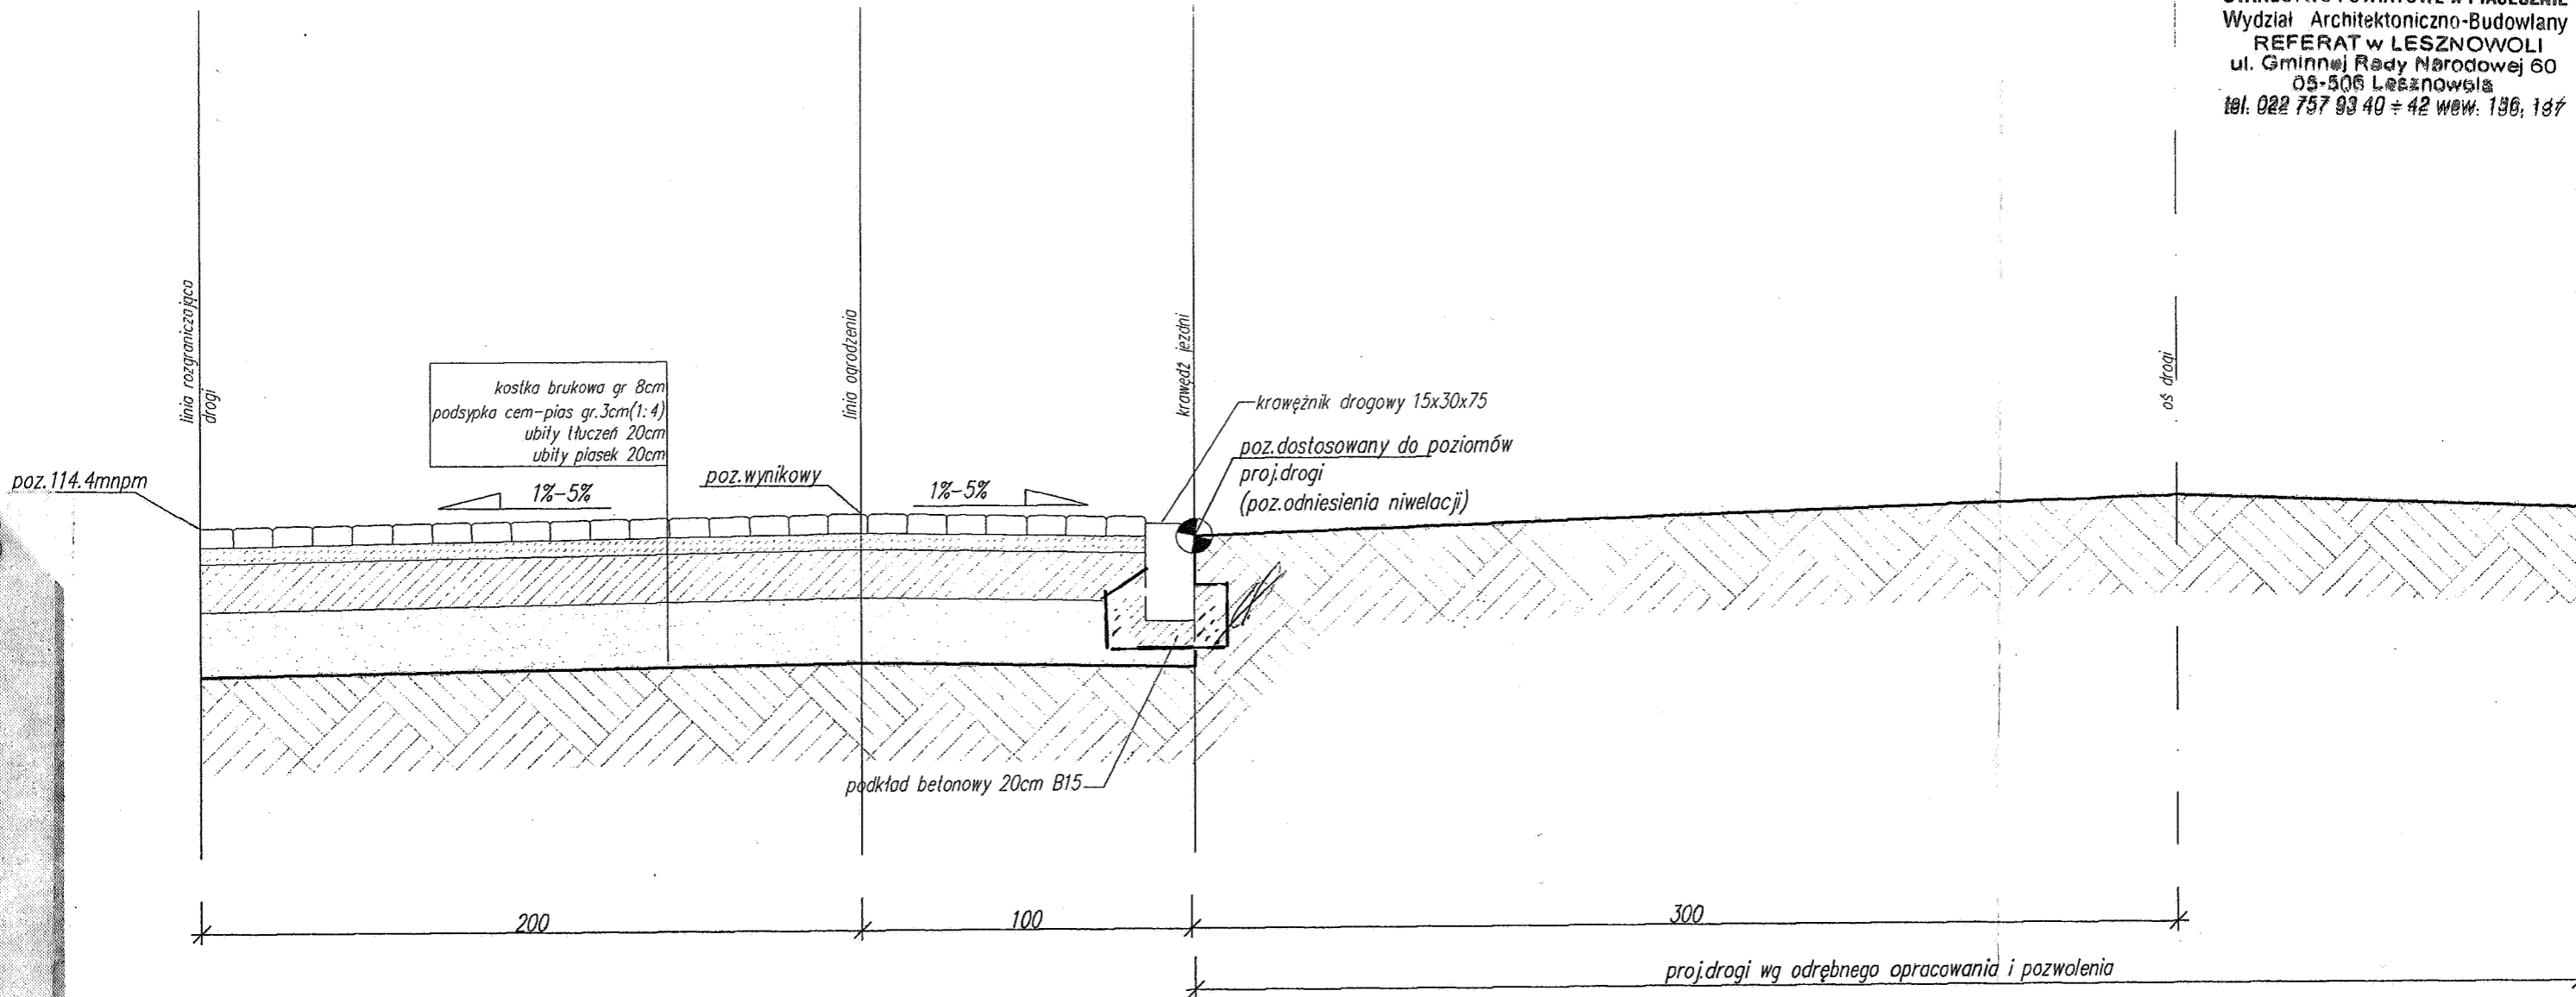 Wydział Architektoniczno-Budowlany
REFERAT w LESZNOWOLI
ul. Gminnej Rady Narodowej 60
05-506 Lesznowola
tel. 022 757 93 40 ÷ 42 wew. 196, 197
linia rozgraniczająca
drogi
linia ogrodzenia
krawędź jezdni
oś drogi
kostka brukowa gr 8cm
podsypka cem-pias gr.3cm(1:4)
ubity tłuczeń 20cm
ubity piasek 20cm
krawężnik drogowy 15x30x75
poz.dostosowany do poziomów
proj.drogi
(poz.odniesienia niwelacji)
poz.114.4mnpm
1%-5%
poz.wynikowy
1%-5%
podkład betonowy 20cm B15
200
100
300
proj.drogi wg odrębnego opracowania i pozwolenia